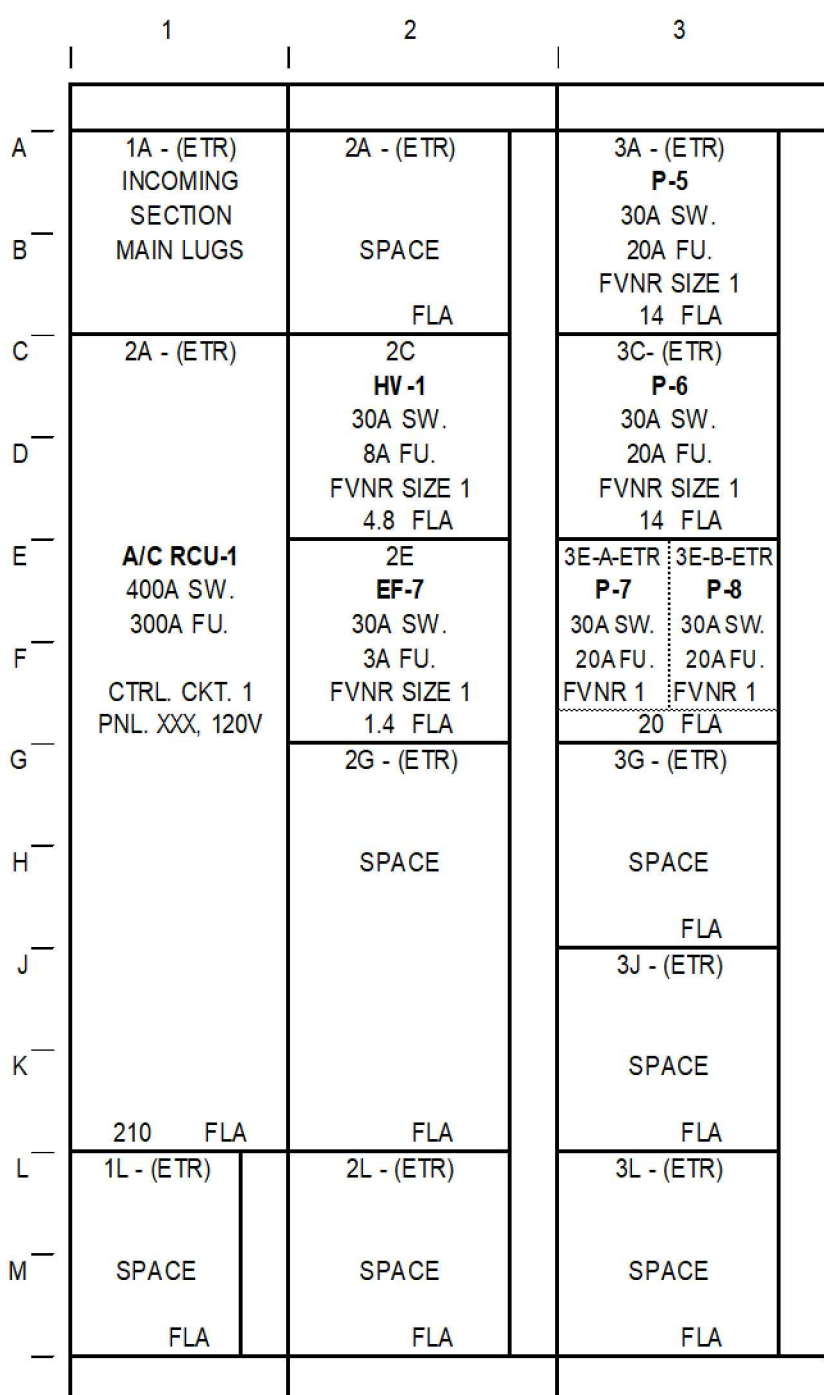 1 2 3
A
B
C
D
E
F
G
H
J
K
L
M
1A - (ETR)
INCOMING
SECTION
MAIN LUGS
2A - (ETR)
A/C RCU-1
400A SW.
300A FU.
CTRL. CKT. 1
PNL. XXX, 120V
210 FLA
1L - (ETR)
SPACE
FLA
2A - (ETR)
SPACE
FLA
2C
HV-1
30A SW.
8A FU.
FVNR SIZE 1
4.8 FLA
2E
EF-7
30A SW.
3A FU.
FVNR SIZE 1
1.4 FLA
2G - (ETR)
SPACE
FLA
2L - (ETR)
SPACE
FLA
3A - (ETR)
P-5
30A SW.
20A FU.
FVNR SIZE 1
14 FLA
3C- (ETR)
P-6
30A SW.
20A FU.
FVNR SIZE 1
14 FLA
3E-A-ETR
P-7
30A SW.
20A FU.
FVNR 1
3E-B-ETR
P-8
30A SW.
20A FU.
FVNR 1
20 FLA
3G - (ETR)
SPACE
FLA
3J - (ETR)
SPACE
FLA
3L - (ETR)
SPACE
FLA